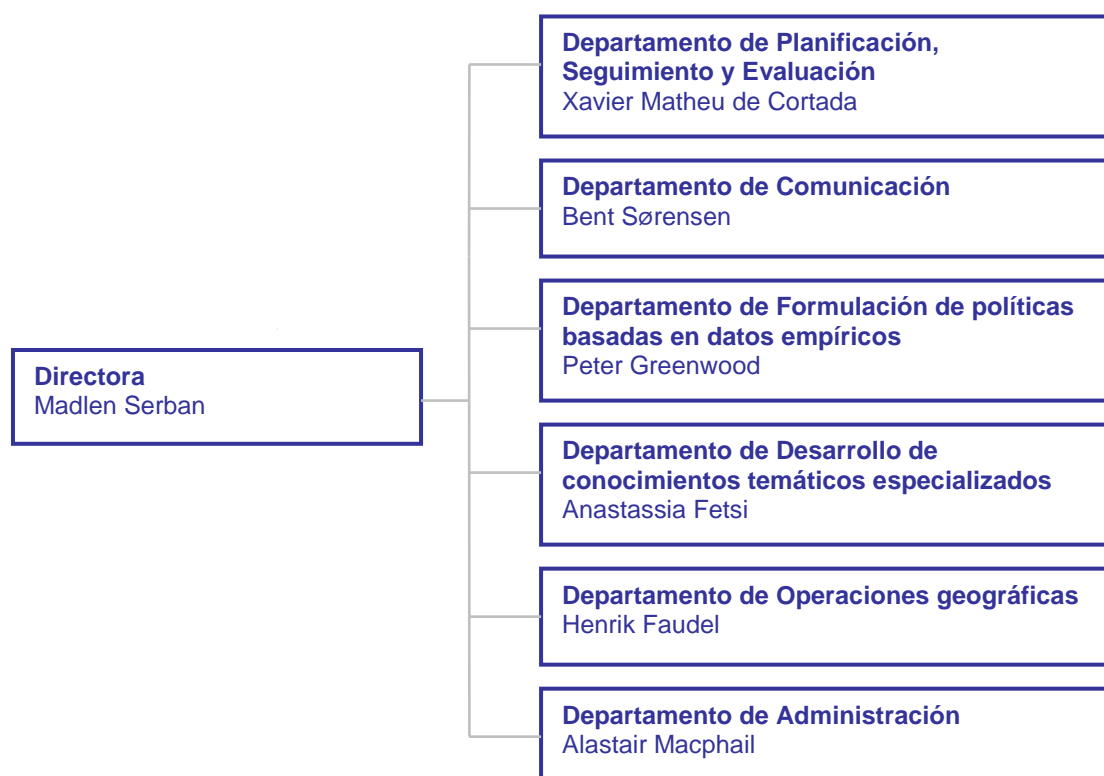 Departamento de Planificación,
Seguimiento y Evaluación
Xavier Matheu de Cortada
Departamento de Comunicación
Bent Sørensen
Departamento de Formulación de políticas
basadas en datos empíricos
Peter Greenwood
Directora
Madlen Serban
Departamento de Desarrollo de
conocimientos temáticos especializados
Anastassia Fetsi
Departamento de Operaciones geográficas
Henrik Faudel
Departamento de Administración
Alastair Macphail